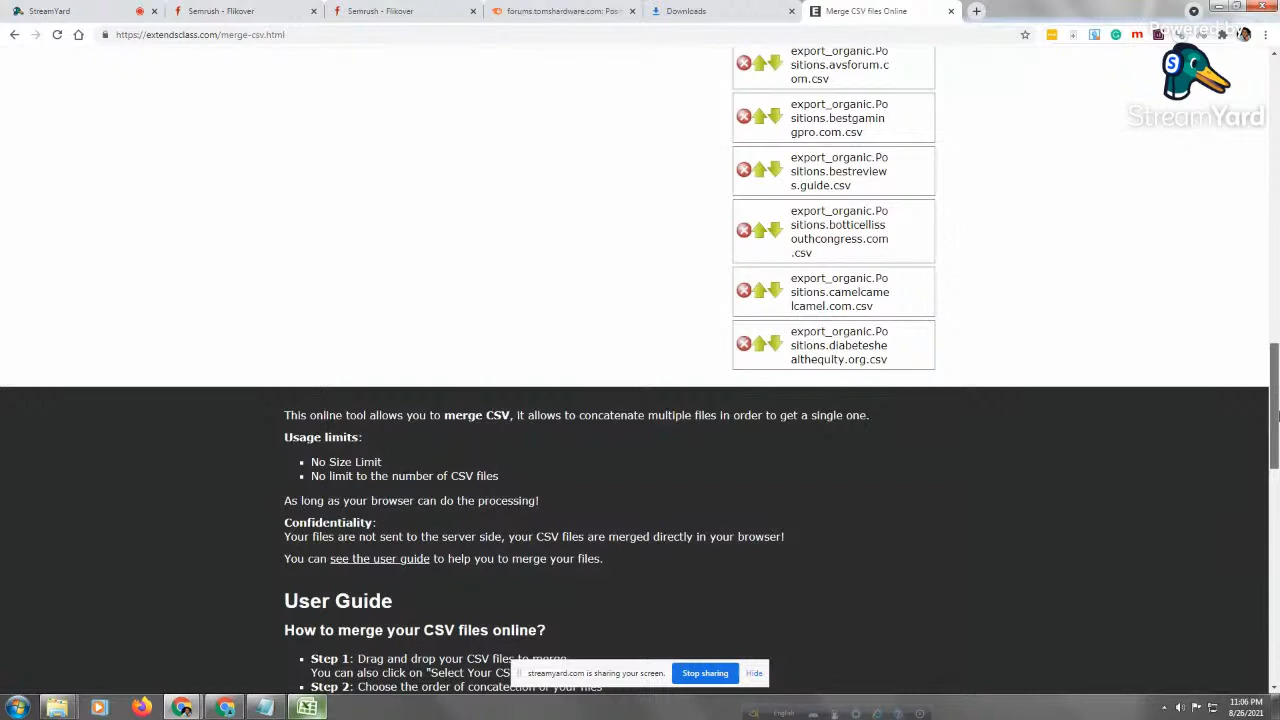 StreamYard
Semrush - Flikover
Semrush - Flikover
forums.tomshardware.com: Pos
Downloads
Merge CSV files Online
https://extendsclass.com/merge-csv.html
Powered by
StreamYard
export_organic.Po
sitions.avsforum.c
om.csv
export_organic.Po
sitions.bestgamin
gpro.com.csv
export_organic.Po
sitions.bestreview
s.guide.csv
export_organic.Po
sitions.botticelliss
outhcongress.com
.csv
export_organic.Po
sitions.camelcame
lcamel.com.csv
export_organic.Po
sitions.diabeteshe
althequity.org.csv
This online tool allows you to merge CSV, it allows to concatenate multiple files in order to get a single one.
Usage limits:
No Size Limit
No limit to the number of CSV files
As long as your browser can do the processing!
Confidentiality:
Your files are not sent to the server side, your CSV files are merged directly in your browser!
You can see the user guide to help you to merge your files.
User Guide
How to merge your CSV files online?
Step 1: Drag and drop your CSV files to merge.
You can also click on "Select Your CS
Step 2: Choose the order of concatection of your files
streamyard.com is sharing your screen.
Stop sharing
Hide
English
11:06 PM
8/26/2021